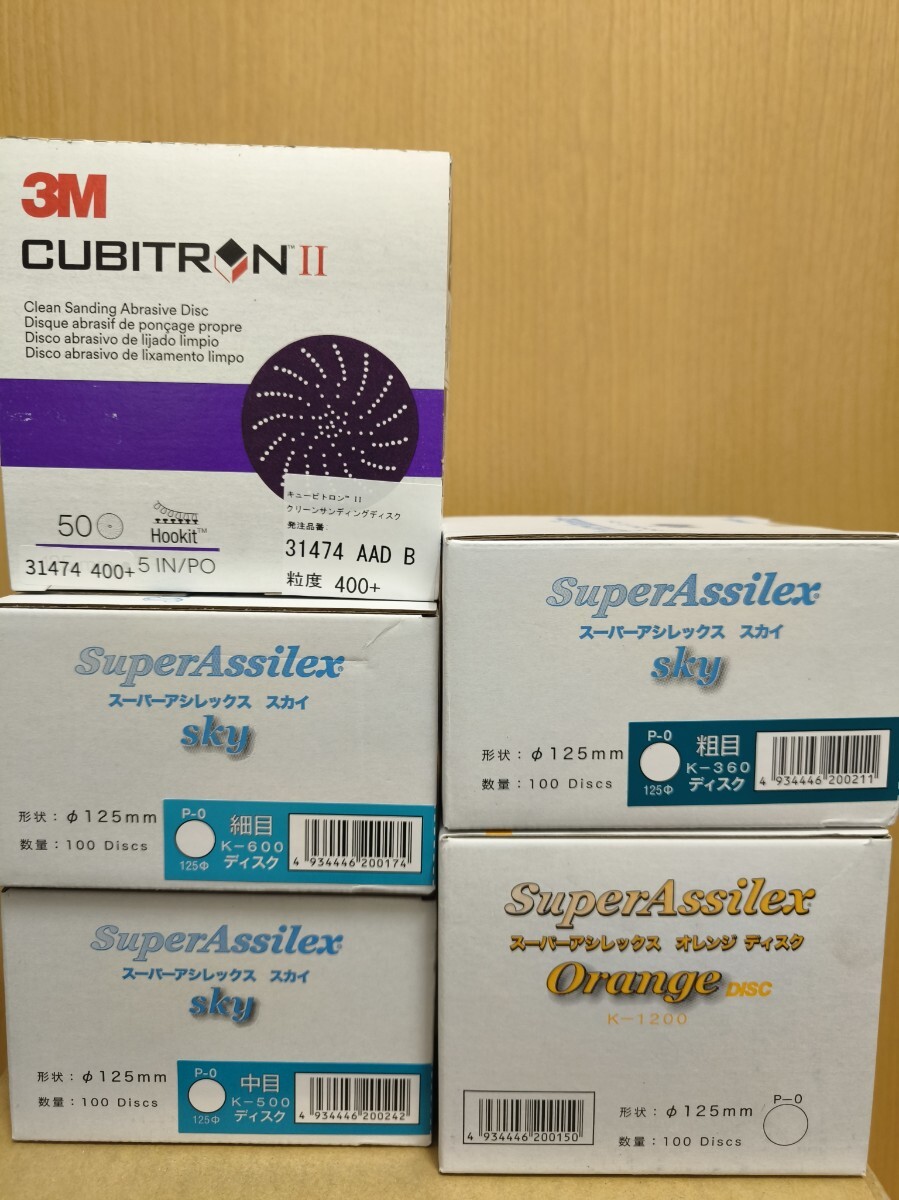 3M
CUBITRON™ II
Clean Sanding Abrasive Disc
Disque abrasif de ponçage propre
Disco abrasivo de lijado limpio
Disco abrasivo de lixamento limpo
50
Hookit™
31474 400+ 5 IN/PO
キュービトロン™ II
クリーンサンディングディスク
発注品番:
31474 AAD B
粒度 400+
SuperAssilex®
スーパーアシレックス スカイ
sky
形状：φ125mm
数量：100 Discs
P-0
125Φ
細目
K-600
ディスク
4 934446 200174
SuperAssilex®
スーパーアシレックス スカイ
sky
形状：φ125mm
数量：100 Discs
P-0
125Φ
中目
K-500
ディスク
4 934446 200242
SuperAssilex®
スーパーアシレックス スカイ
sky
形状：φ125mm
数量：100 Discs
P-0
125Φ
粗目
K-360
ディスク
4 934446 200211
SuperAssilex®
スーパーアシレックス オレンジ ディスク
Orange DISC
K-1200
4 934446 200150
形状：φ125mm
数量：100 Discs
P-0